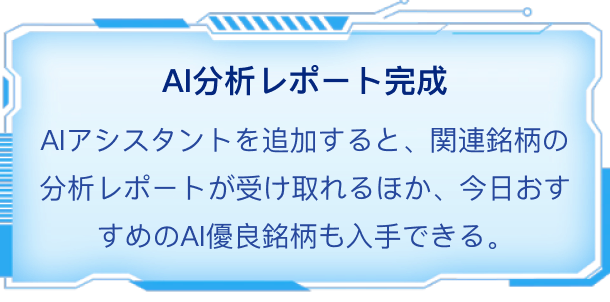 AI分析レポート完成
AIアシスタントを追加すると、関連銘柄の
分析レポートが受け取れるほか、今日おす
すめのAI優良銘柄も入手できる。